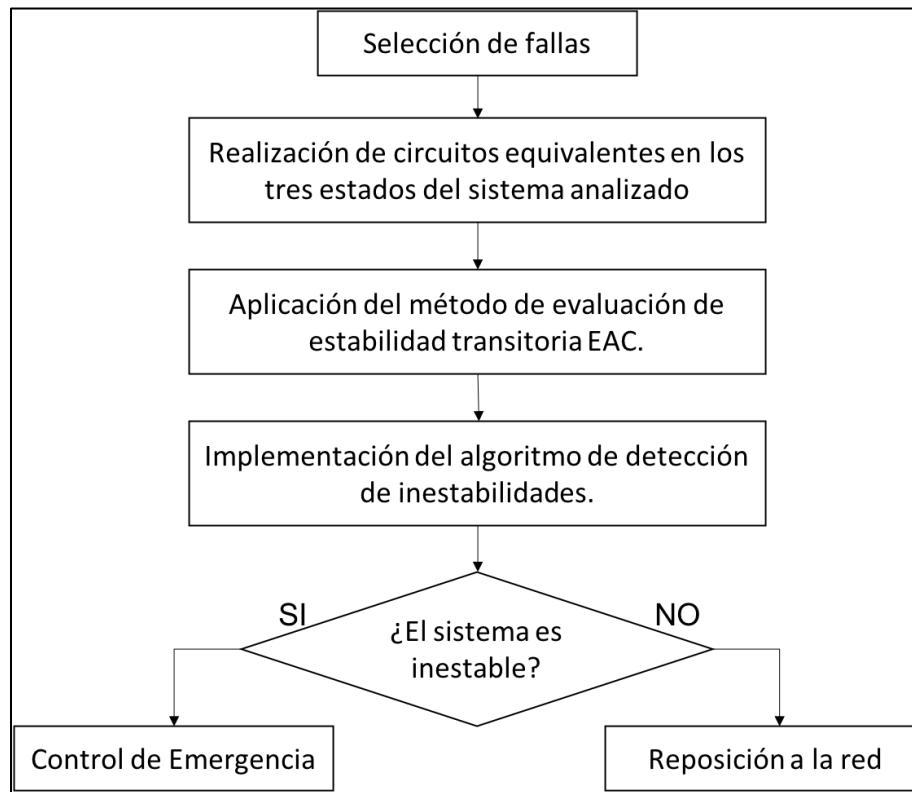 Selección de fallas
Realización de circuitos equivalentes en los
tres estados del sistema analizado
Aplicación del método de evaluación de
estabilidad transitoria EAC.
Implementación del algoritmo de detección
de inestabilidades.
SI
NO
¿El sistema es
inestable?
Control de Emergencia
Reposición a la red